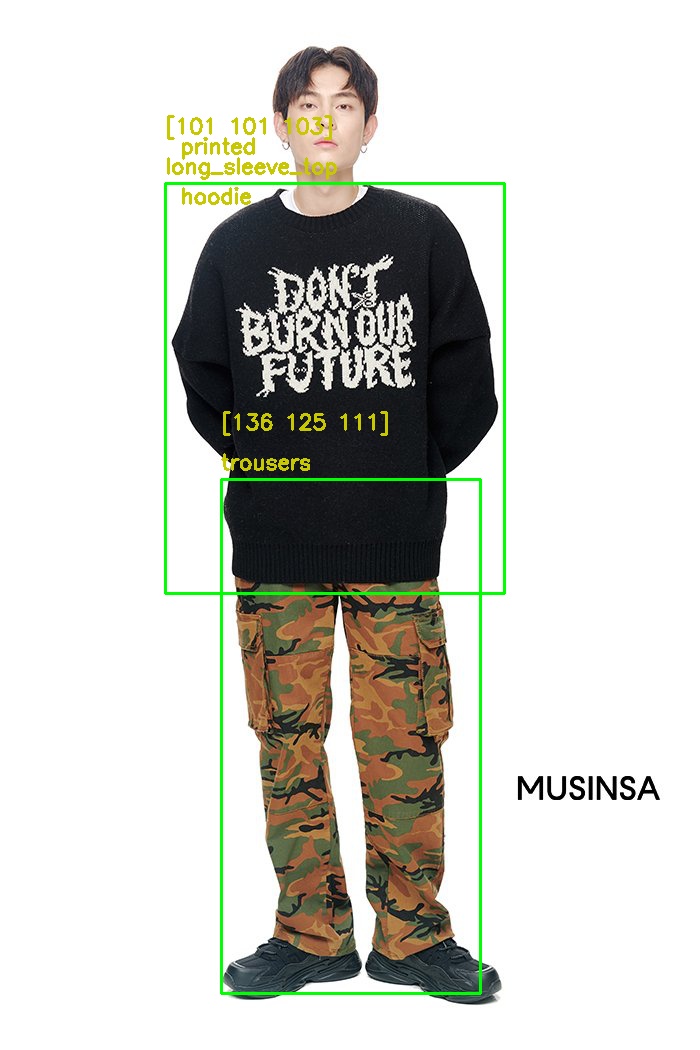 [101 101 103]
printed
long_sleeve_top
hoodie
DON'T
BURN OUR
FUTURE.
[136 125 111]
trousers
MUSINSA